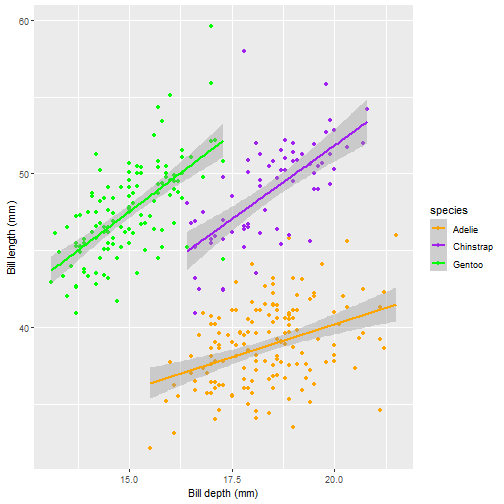 60
50
40
Bill length (mm)
15.0
17.5
20.0
Bill depth (mm)
species
Adelie
Chinstrap
Gentoo